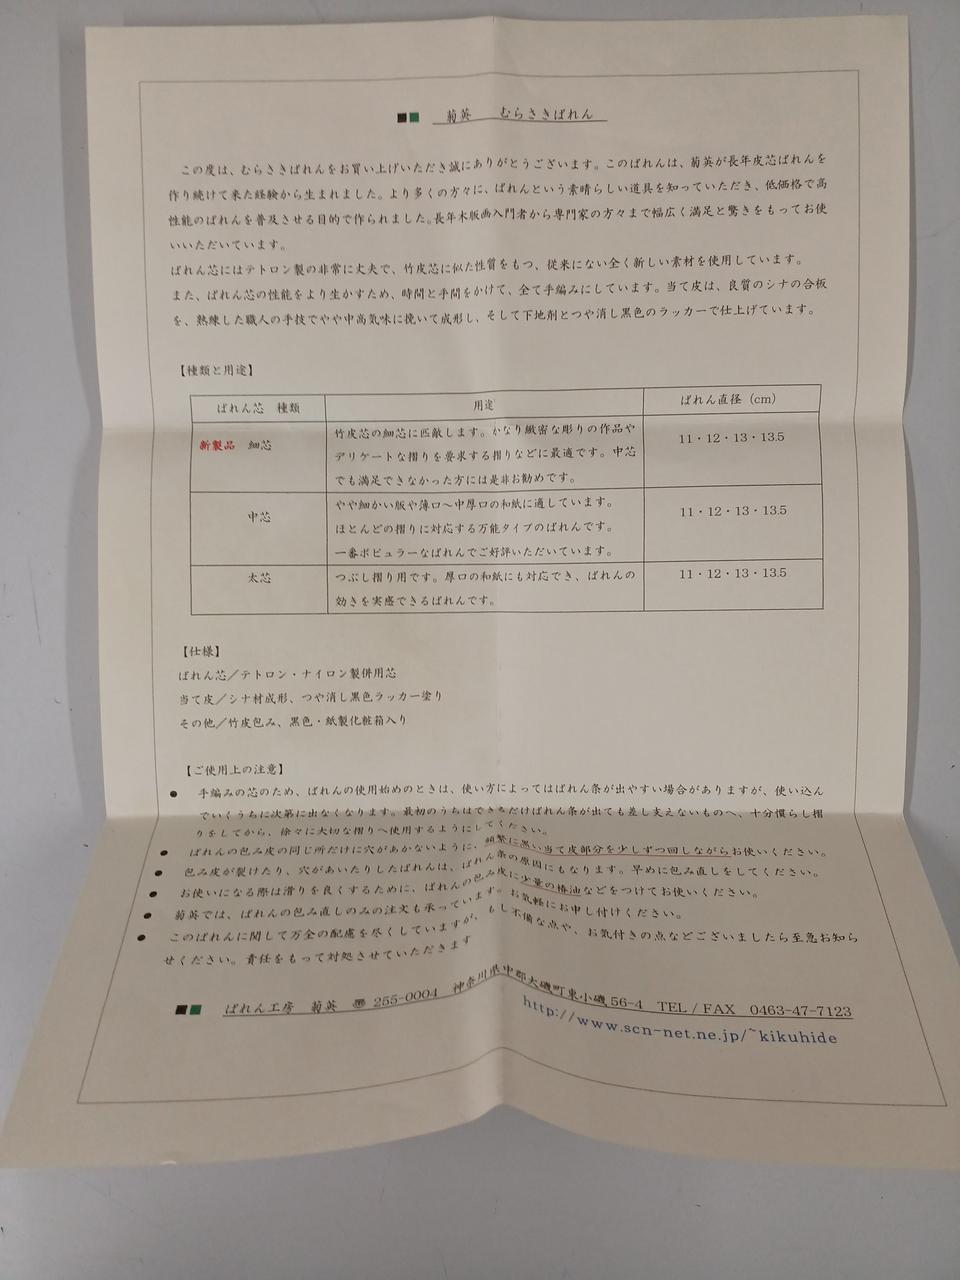 菊英　むらさきばれん
この度は、むらさきばれんをお買い上げいただき誠にありがとうございます。このばれんは、菊英が長年皮芯ばれんを
作り続けて来た経験から生まれました。より多くの方々に、ばれんという素晴らしい道具を知っていただき、低価格で高
性能のばれんを普及させる目的で作られました。長年木版画入門者から専門家の方々まで幅広く満足と驚きをもってお使
いいただいています。
ばれん芯にはテトロン製の非常に丈夫で、竹皮芯に似た性質をもつ、従来にない全く新しい素材を使用しています。
また、ばれん芯の性能をより生かすため、時間と手間をかけて、全て手編みにしています。当て皮は、良質のシナの合板
を、熟練した職人の手技でやや中高気味に挽いて成形し、そして下地剤とつや消し黒色のラッカーで仕上げています。
【種類と用途】
ばれん芯　種類　用途　ばれん直径（cm）
新製品　細芯
竹皮芯の細芯に匹敵します。かなり緻密な彫りの作品や
デリケートな摺りを要求する摺りなどに最適です。中芯
でも満足できなかった方には是非お勧めです。
11・12・13・13.5
中芯
やや細かい版や薄口～中厚口の和紙に適しています。
ほとんどの摺りに対応する万能タイプのばれんです。
一番ポピュラーなばれんでご好評いただいています。
11・12・13・13.5
太芯
つぶし摺り用です。厚口の和紙にも対応でき、ばれんの
効きを実感できるばれんです。
11・12・13・13.5
【仕様】
ばれん芯／テトロン・ナイロン製併用芯
当て皮／シナ材成形、つや消し黒色ラッカー塗り
その他／竹皮包み、黒色・紙製化粧箱入り
【ご使用上の注意】
● 手編みの芯のため、ばれんの使用始めのときは、使い方によってはばれん条が出やすい場合がありますが、使い込ん
でいくうちに次第に出なくなります。最初のうちはできるだけばれん条が出ても差し支えないものへ、十分慣らし摺
りをしてから、徐々に大切な摺りへ使用するようにしてください。
● ばれんの包み皮の同じ所だけに穴があかないように、頻繁に黒い当て皮部分を少しずつ回しながらお使いください。
● 包み皮が裂けたり、穴があいたりしたばれんは、ばれん条の原因にもなります。早めに包み直しをしてください。
● お使いになる際は滑りを良くするために、ばれんの包み皮に少量の椿油などをつけてお使いください。
● 菊英では、ばれんの包み直しのみの注文も承っています。お気軽にお申し付けください。
● このばれんに関して万全の配慮を尽くしていますが、もし不備な点や、お気付きの点などございましたら至急お知ら
せください。責任をもって対処させていただきます
ばれん工房　菊英　☏ 255-0004　神奈川県中郡大磯町東小磯 56-4　TEL / FAX　0463-47-7123
http://www.scn-net.ne.jp/~kikuhide